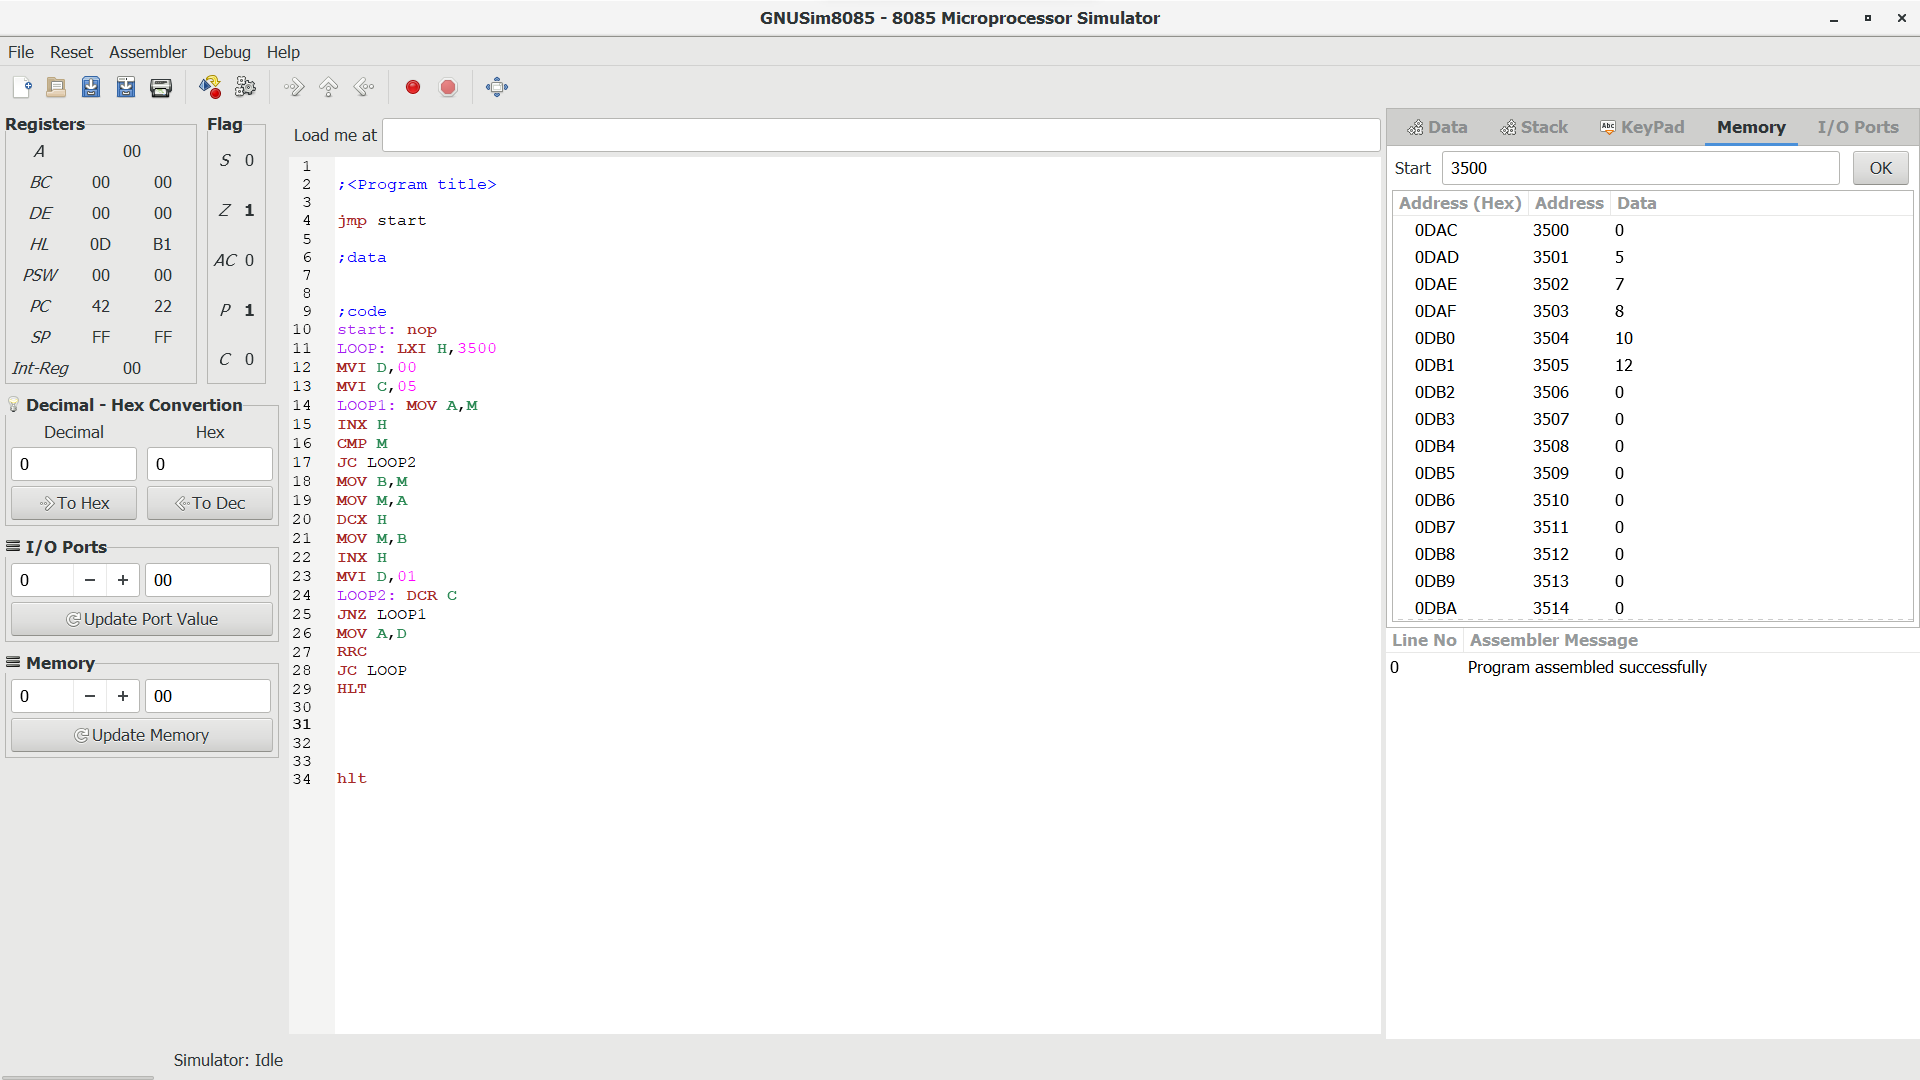 GNUSim8085 - 8085 Microprocessor Simulator
File Reset Assembler Debug Help
Registers
A 00
BC 00 00
DE 00 00
HL 0D B1
PSW 00 00
PC 42 22
SP FF FF
Int-Reg 00
Flag
S 0
Z 1
AC 0
P 1
C 0
Decimal - Hex Convertion
Decimal Hex
0 0
To Hex To Dec
I/O Ports
0 − + 00
Update Port Value
Memory
0 − + 00
Update Memory
Load me at
1
2 ;<Program title>
3
4 jmp start
5
6 ;data
7
8
9 ;code
10 start: nop
11 LOOP: LXI H,3500
12 MVI D,00
13 MVI C,05
14 LOOP1: MOV A,M
15 INX H
16 CMP M
17 JC LOOP2
18 MOV B,M
19 MOV M,A
20 DCX H
21 MOV M,B
22 INX H
23 MVI D,01
24 LOOP2: DCR C
25 JNZ LOOP1
26 MOV A,D
27 RRC
28 JC LOOP
29 HLT
30
31
32
33
34 hlt
Data Stack Abc KeyPad Memory I/O Ports
Start 3500 OK
Address (Hex) Address Data
0DAC 3500 0
0DAD 3501 5
0DAE 3502 7
0DAF 3503 8
0DB0 3504 10
0DB1 3505 12
0DB2 3506 0
0DB3 3507 0
0DB4 3508 0
0DB5 3509 0
0DB6 3510 0
0DB7 3511 0
0DB8 3512 0
0DB9 3513 0
0DBA 3514 0
Line No Assembler Message
0 Program assembled successfully
Simulator: Idle